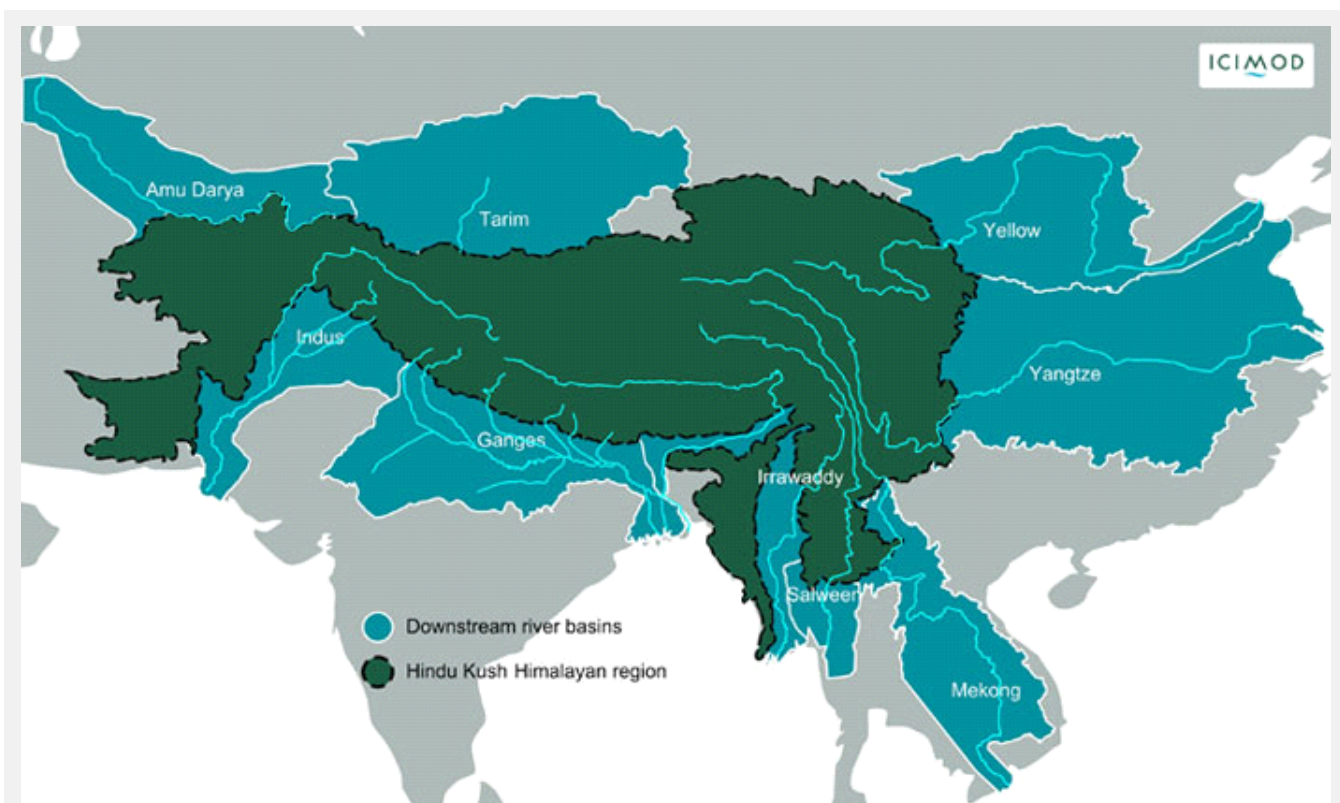 ICIMOD
Amu Darya
Tarim
Yellow
Indus
Yangtze
Ganges
Irrawaddy
Salween
Downstream river basins
Hindu Kush Himalayan region
Mekong